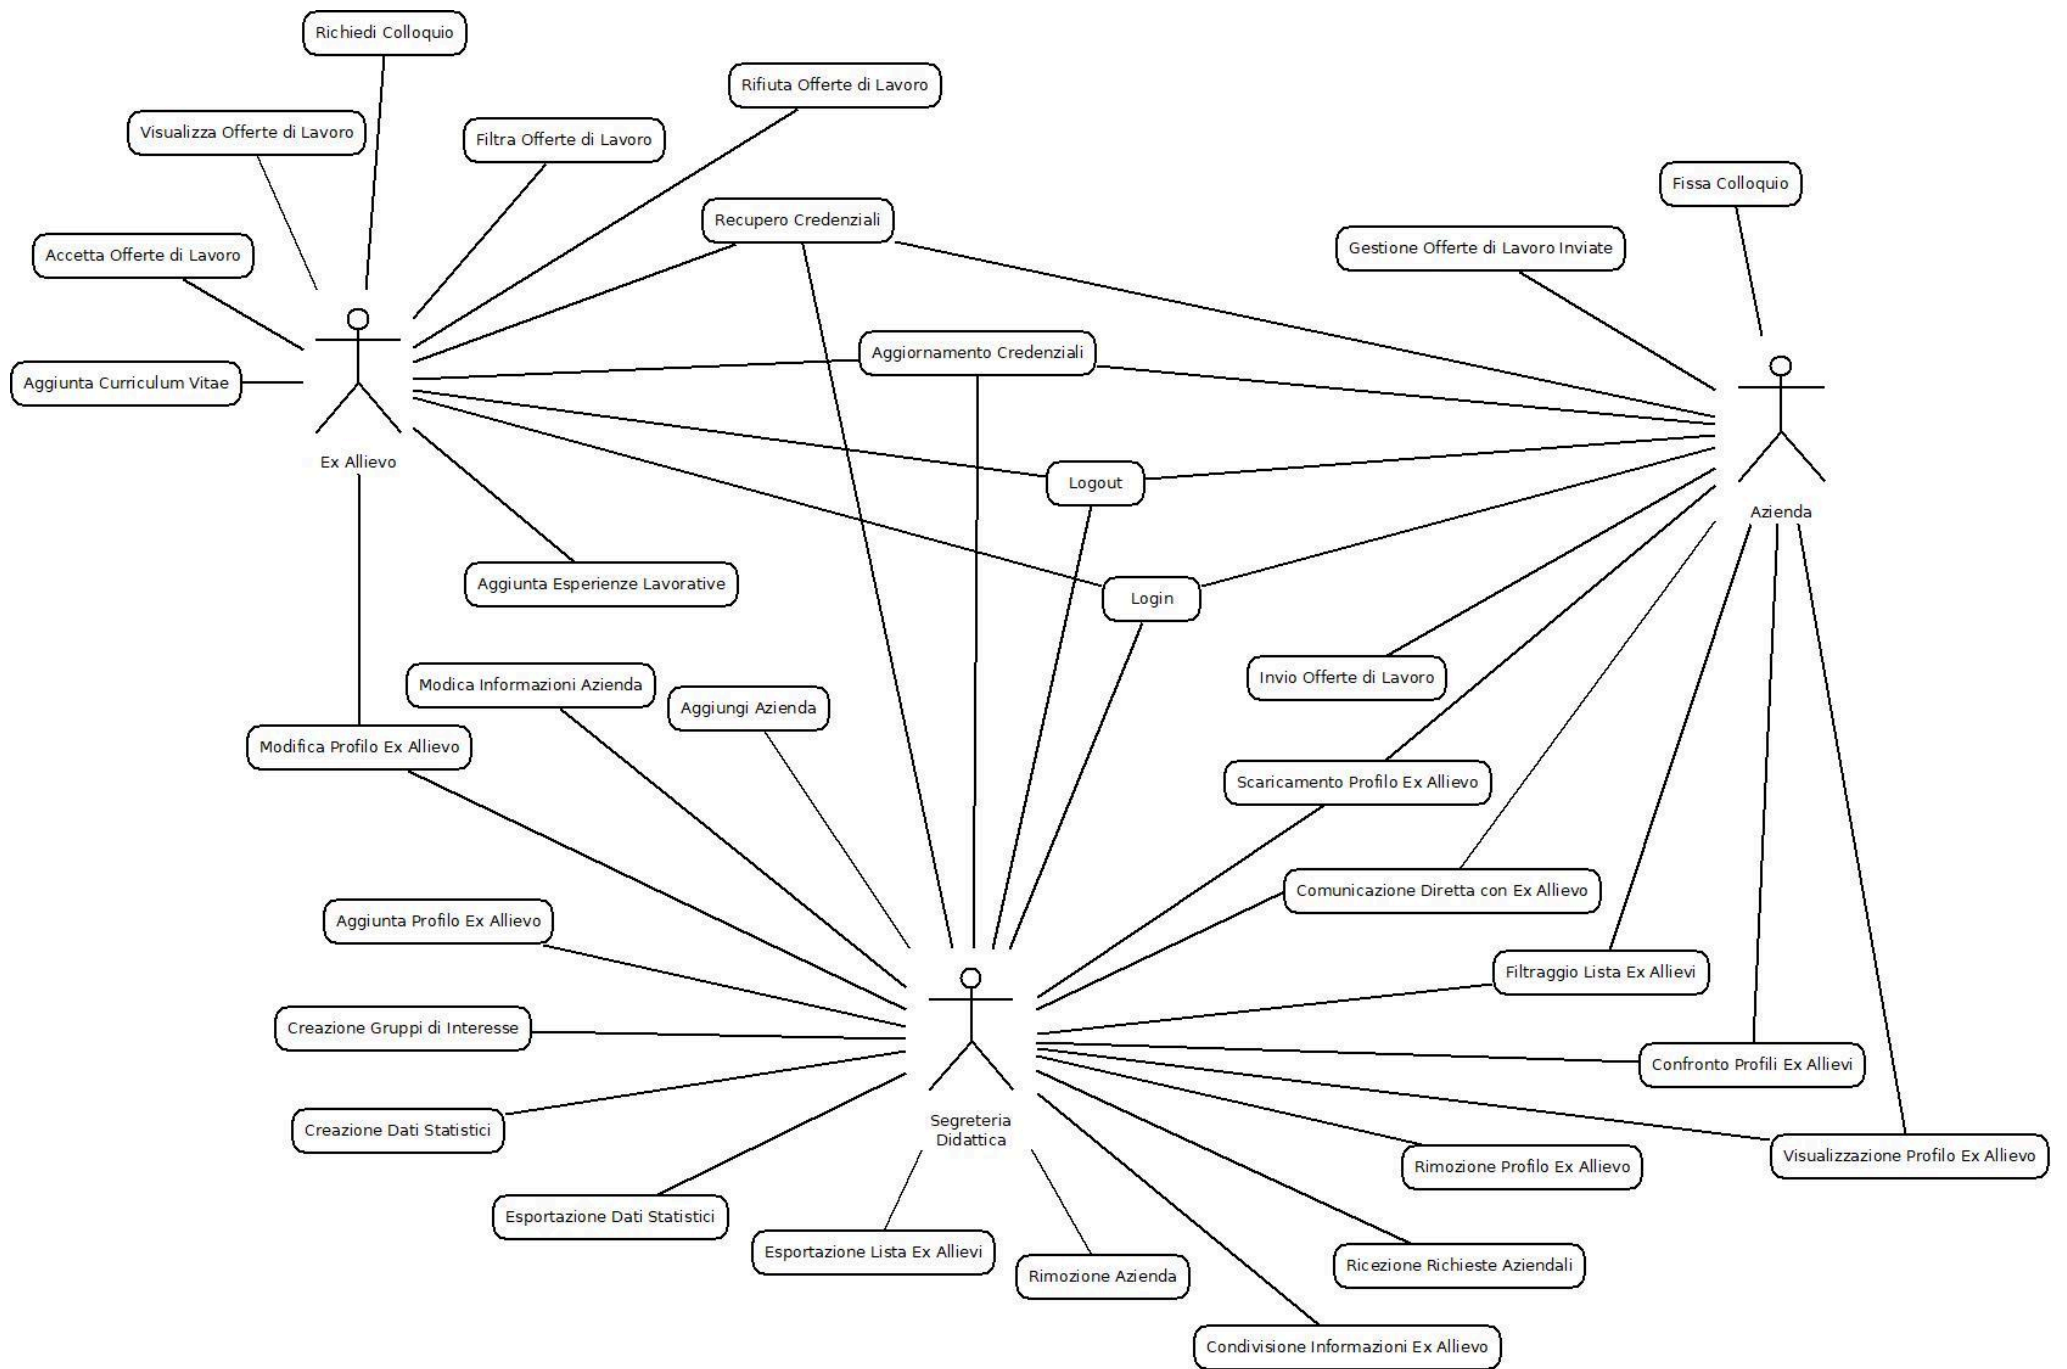 Richiedi Colloquio
Rifiuta Offerte di Lavoro
Visualizza Offerte di Lavoro
Filtra Offerte di Lavoro
Fissa Colloquio
Recupero Credenziali
Accetta Offerte di Lavoro
Gestione Offerte di Lavoro Inviate
Aggiornamento Credenziali
Aggiunta Curriculum Vitae
Ex Allievo
Logout
Azienda
Aggiunta Esperienze Lavorative
Login
Invio Offerte di Lavoro
Modica Informazioni Azienda
Aggiungi Azienda
Modifica Profilo Ex Allievo
Scaricamento Profilo Ex Allievo
Comunicazione Diretta con Ex Allievo
Aggiunta Profilo Ex Allievo
Filtraggio Lista Ex Allievi
Creazione Gruppi di Interesse
Confronto Profili Ex Allievi
Segreteria
Didattica
Creazione Dati Statistici
Visualizzazione Profilo Ex Allievo
Rimozione Profilo Ex Allievo
Esportazione Dati Statistici
Esportazione Lista Ex Allievi
Ricezione Richieste Aziendali
Rimozione Azienda
Condivisione Informazioni Ex Allievo